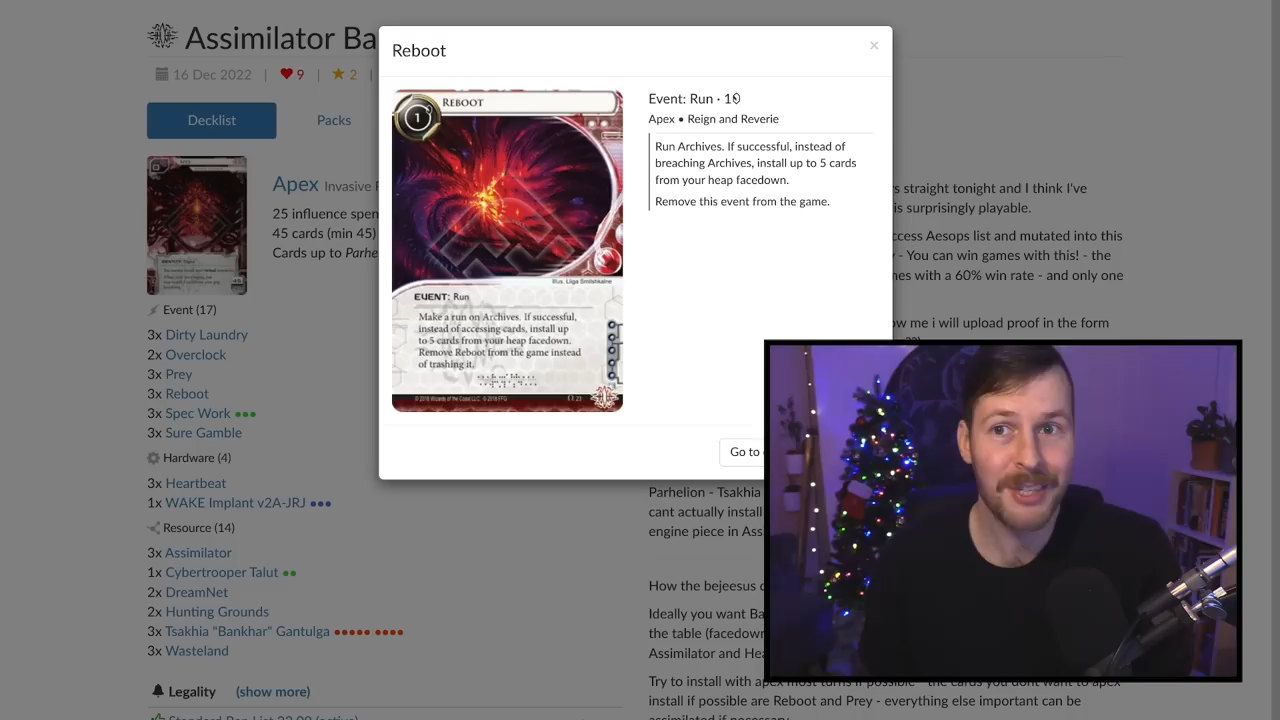 Assimilator Ba
16 Dec 2022 | 9 | 2 |
Decklist
Packs
Apex Invasive
25 influence spen
45 cards (min 45)
Cards up to Parhe
Event (17)
3x Dirty Laundry
2x Overclock
3x Prey
3x Reboot
3x Spec Work
3x Sure Gamble
Hardware (4)
3x Heartbeat
1x WAKE Implant v2A-JRJ
Resource (14)
3x Assimilator
1x Cybertrooper Talut
2x DreamNet
2x Hunting Grounds
3x Tsakhia "Bankhar" Gantulga
3x Wasteland
Legality (show more)
Reboot
×
1
REBOOT
Illus. Liiga Smilshkalne
EVENT: Run
Make a run on Archives. If successful,
instead of accessing cards, install up
to 5 cards from your heap facedown.
Remove Reboot from the game instead
of trashing it.
Event: Run · 1
Apex • Reign and Reverie
Run Archives. If successful, instead of
breaching Archives, install up to 5 cards
from your heap facedown.
Remove this event from the game.
Go to
s straight tonight and I think I've
is surprisingly playable.
ccess Aesops list and mutated into this
- You can win games with this! - the
nes with a 60% win rate - and only one
ow me i will upload proof in the form
Parhelion - Tsakhia
cant actually install
engine piece in Ass
How the bejeesus
Ideally you want Ba
the table (facedown
Assimilator and Hea
Try to install with apex most turns if possible - the cards you dont want to apex
install if possible are Reboot and Prey - everything else important can be
assimilated if necessary